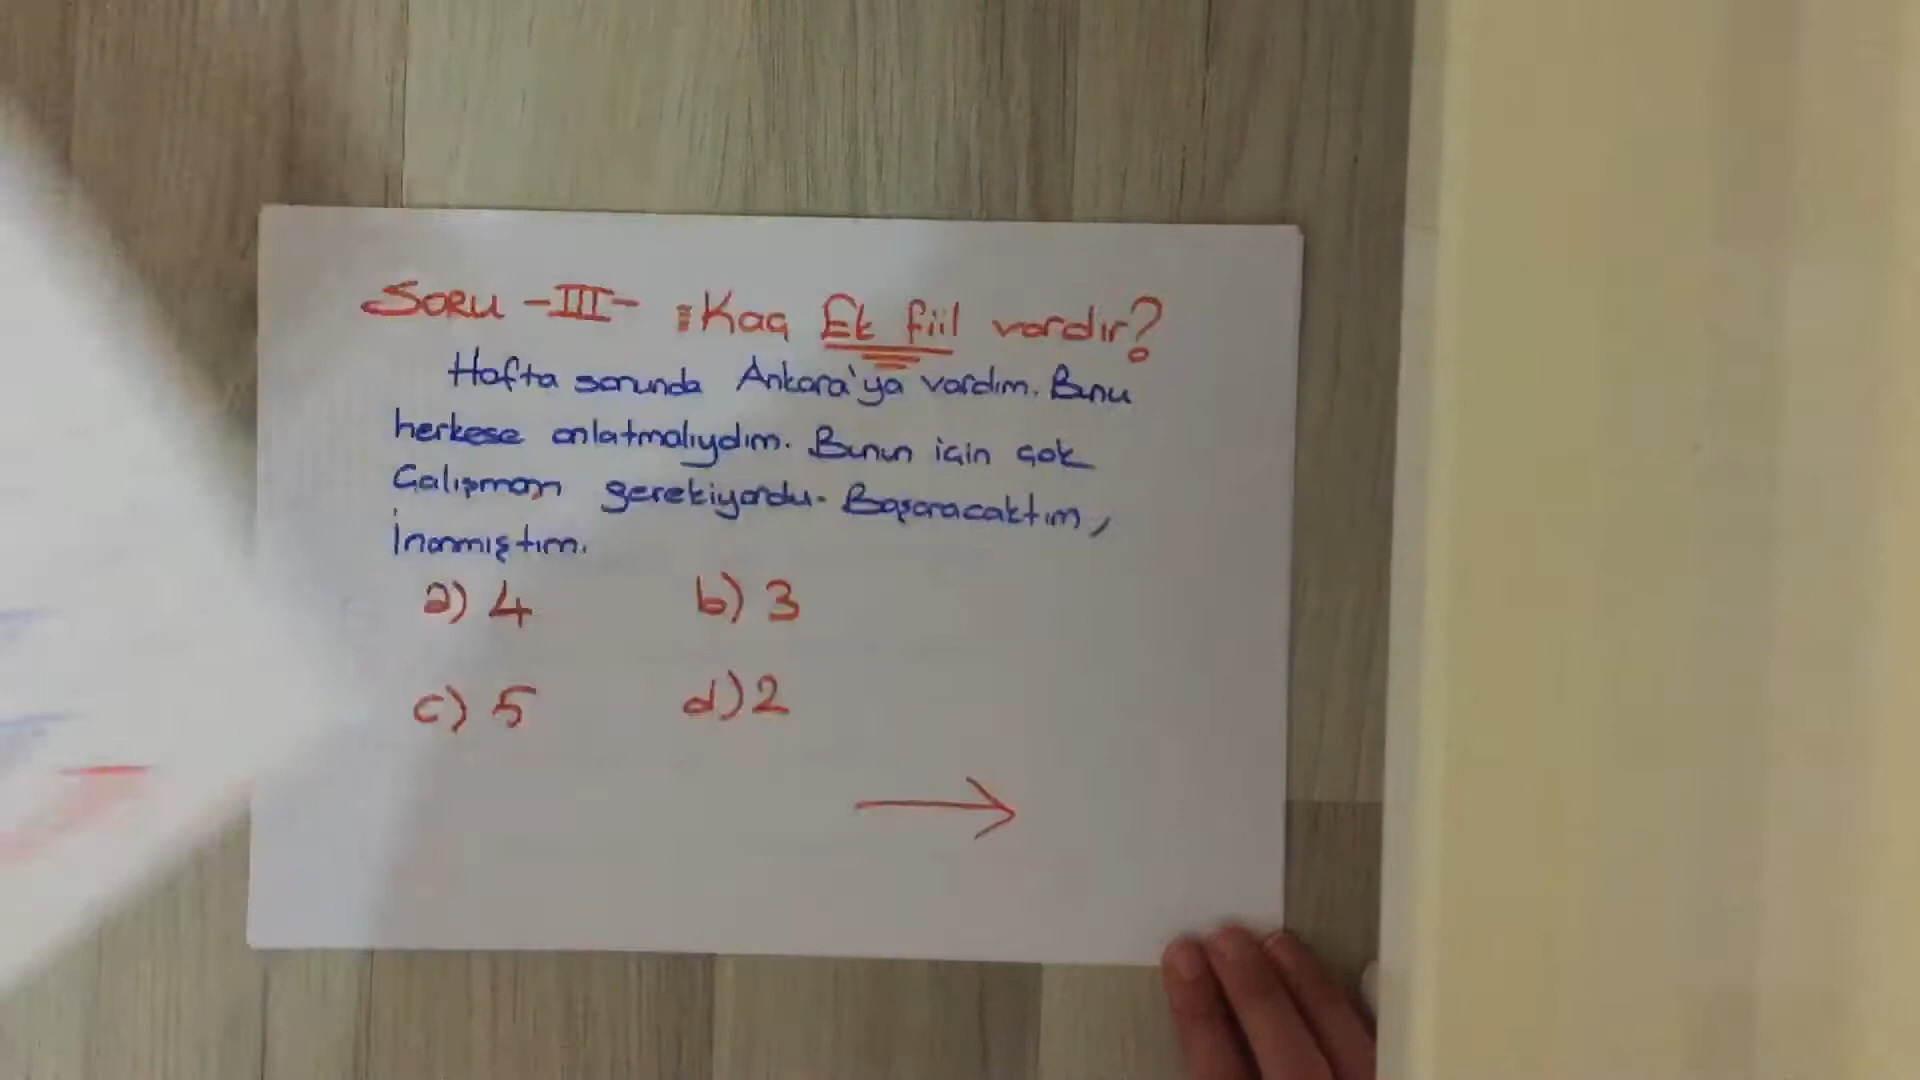 SORU -III- : Kaç Ek fiil vardır?
Hafta sonunda Ankara'ya vardım. Bunu
herkese anlatmalıydım. Bunun için çok
Çalışmam gerekiyordu. Başaracaktım,
İnanmıştım.
a) 4 b) 3
c) 5 d) 2